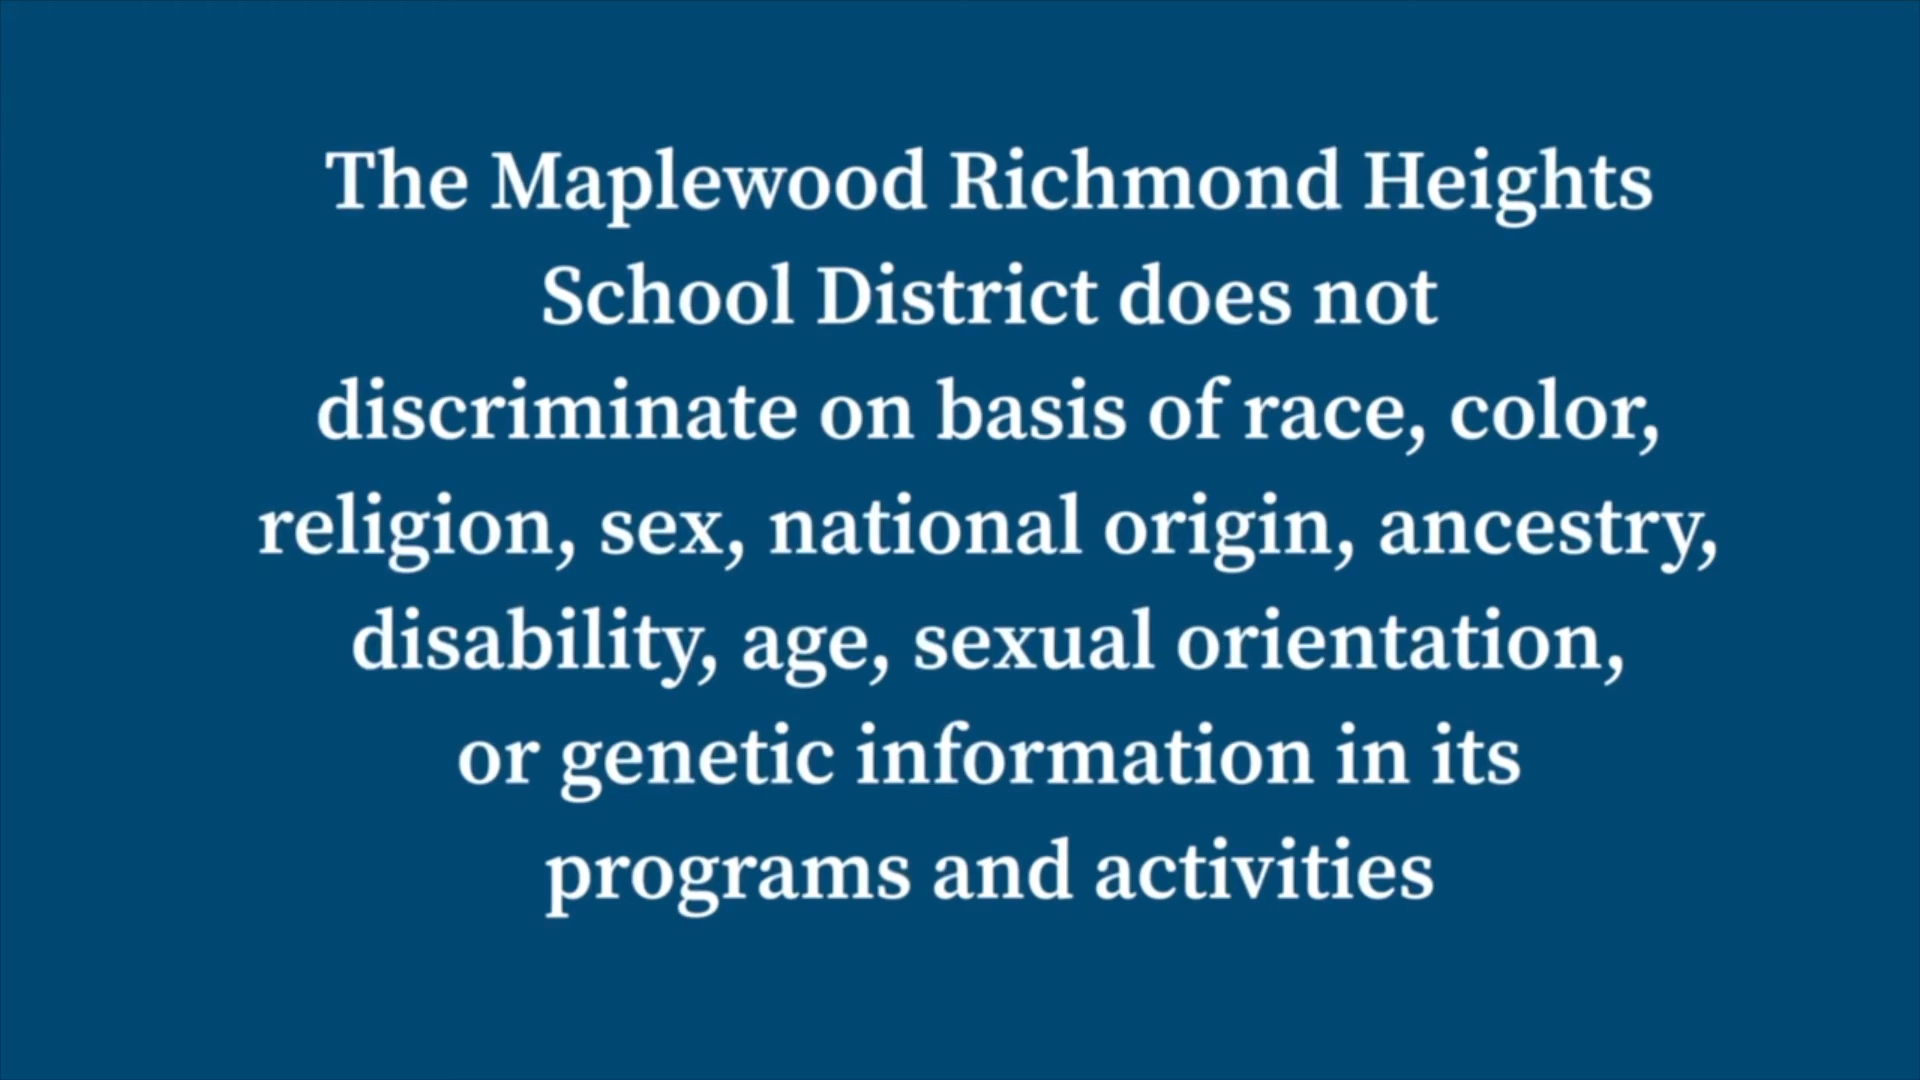 The Maplewood Richmond Heights
School District does not
discriminate on basis of race, color,
religion, sex, national origin, ancestry,
disability, age, sexual orientation,
or genetic information in its
programs and activities